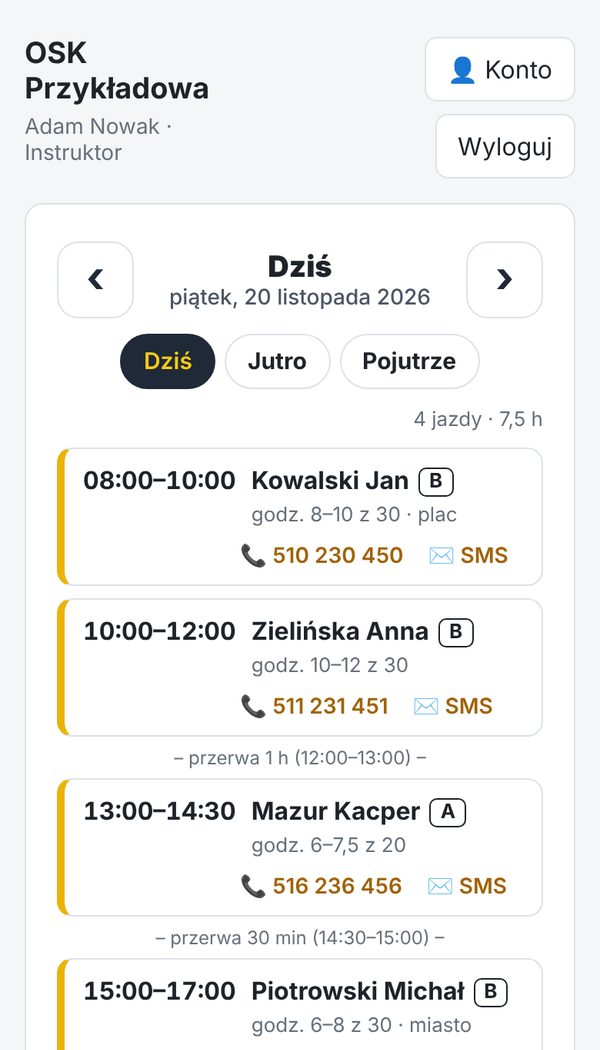 OSK
Przykładowa
Adam Nowak ·
Instruktor
👤 Konto
Wyloguj
‹
Dziś
piątek, 20 listopada 2026
›
Dziś Jutro Pojutrze
4 jazdy · 7,5 h
08:00–10:00 Kowalski Jan B
godz. 8–10 z 30 · plac
📞 510 230 450 ✉️ SMS
10:00–12:00 Zielińska Anna B
godz. 10–12 z 30
📞 511 231 451 ✉️ SMS
– przerwa 1 h (12:00–13:00) –
13:00–14:30 Mazur Kacper A
godz. 6–7,5 z 20
📞 516 236 456 ✉️ SMS
– przerwa 30 min (14:30–15:00) –
15:00–17:00 Piotrowski Michał B
godz. 6–8 z 30 · miasto